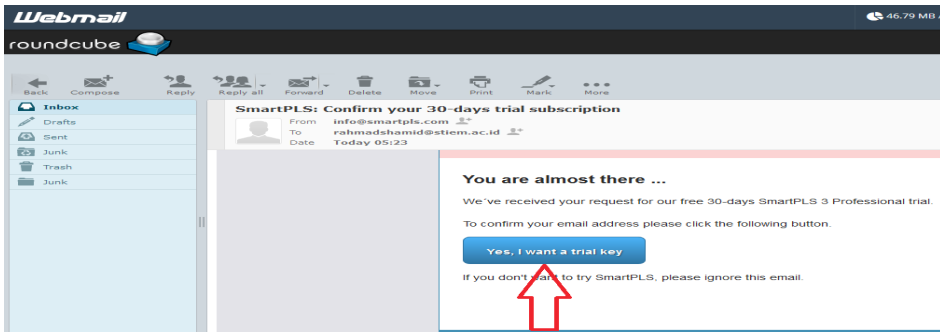 Webmail
46.79 MB
roundcube
Back Compose Reply Reply all Forward Delete Move Print Mark More
Inbox
Drafts
Sent
Junk
Trash
Junk
SmartPLS: Confirm your 30-days trial subscription
From info@smartpls.com
To rahmadshamid@stiem.ac.id
Date Today 05:23
You are almost there ...
We've received your request for our free 30-days SmartPLS 3 Professional trial.
To confirm your email address please click the following button.
Yes, I want a trial key
If you don't want to try SmartPLS, please ignore this email.